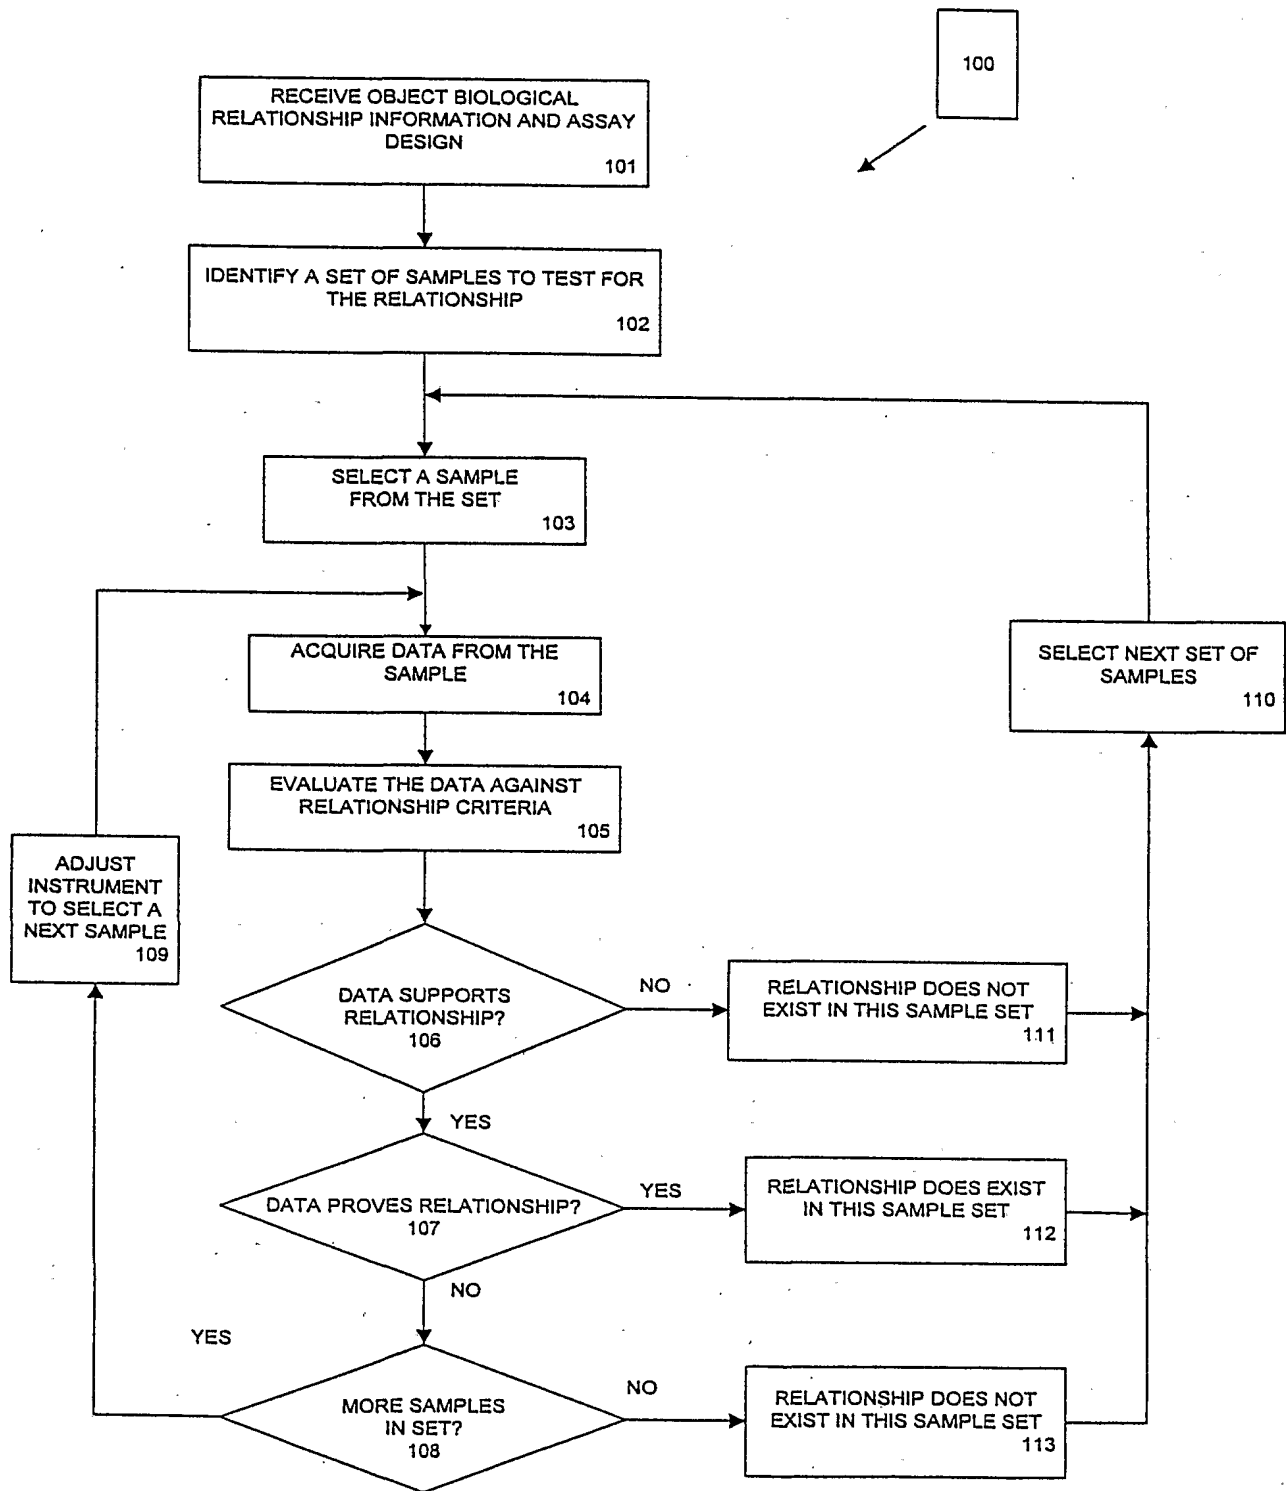 100
RECEIVE OBJECT BIOLOGICAL
RELATIONSHIP INFORMATION AND ASSAY
DESIGN
101
IDENTIFY A SET OF SAMPLES TO TEST FOR
THE RELATIONSHIP
102
SELECT A SAMPLE
FROM THE SET
103
ACQUIRE DATA FROM THE
SAMPLE
104
SELECT NEXT SET OF
SAMPLES
110
EVALUATE THE DATA AGAINST
RELATIONSHIP CRITERIA
105
ADJUST
INSTRUMENT
TO SELECT A
NEXT SAMPLE
109
DATA SUPPORTS
RELATIONSHIP?
106
NO
RELATIONSHIP DOES NOT
EXIST IN THIS SAMPLE SET
111
YES
DATA PROVES RELATIONSHIP?
107
YES
RELATIONSHIP DOES EXIST
IN THIS SAMPLE SET
112
NO
YES
MORE SAMPLES
IN SET?
108
NO
RELATIONSHIP DOES NOT
EXIST IN THIS SAMPLE SET
113